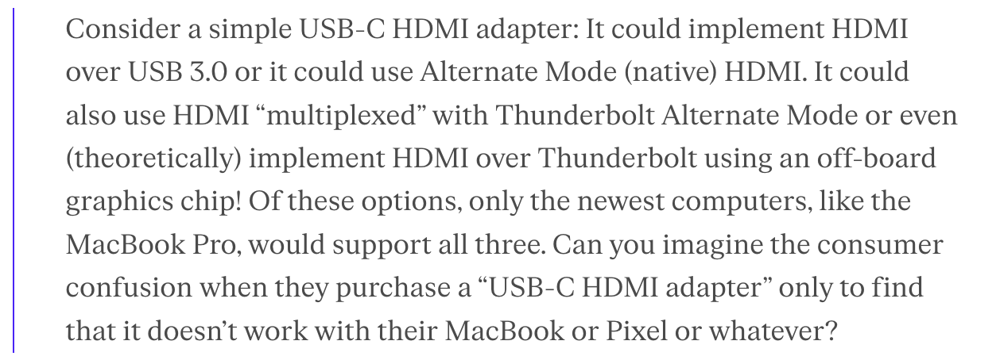 Consider a simple USB-C HDMI adapter: It could implement HDMI
over USB 3.0 or it could use Alternate Mode (native) HDMI. It could
also use HDMI “multiplexed” with Thunderbolt Alternate Mode or even
(theoretically) implement HDMI over Thunderbolt using an off-board
graphics chip! Of these options, only the newest computers, like the
MacBook Pro, would support all three. Can you imagine the consumer
confusion when they purchase a “USB-C HDMI adapter” only to find
that it doesn’t work with their MacBook or Pixel or whatever?